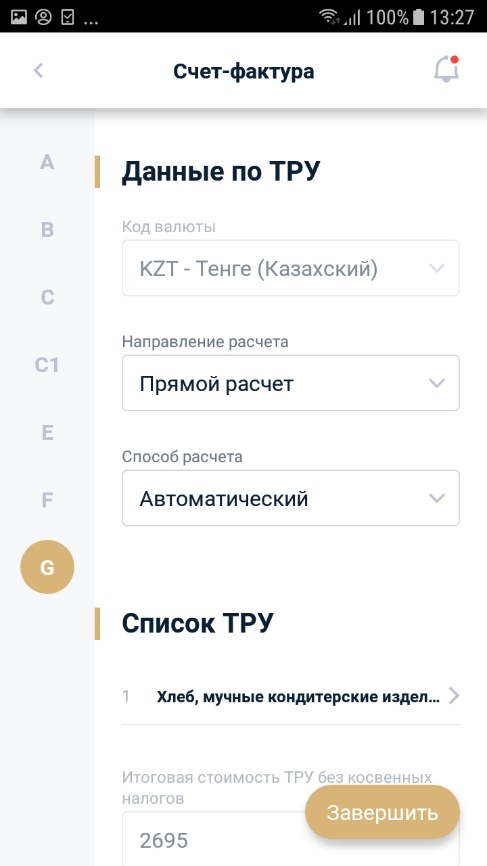 ... 100% 13:27
Счет-фактура
A
B
C
C1
E
F
G
Данные по ТРУ
Код валюты
KZT - Тенге (Казахский)
Направление расчета
Прямой расчет
Способ расчета
Автоматический
Список ТРУ
1 Хлеб, мучные кондитерские издел...
Итоговая стоимость ТРУ без косвенных
налогов
2695
Завершить